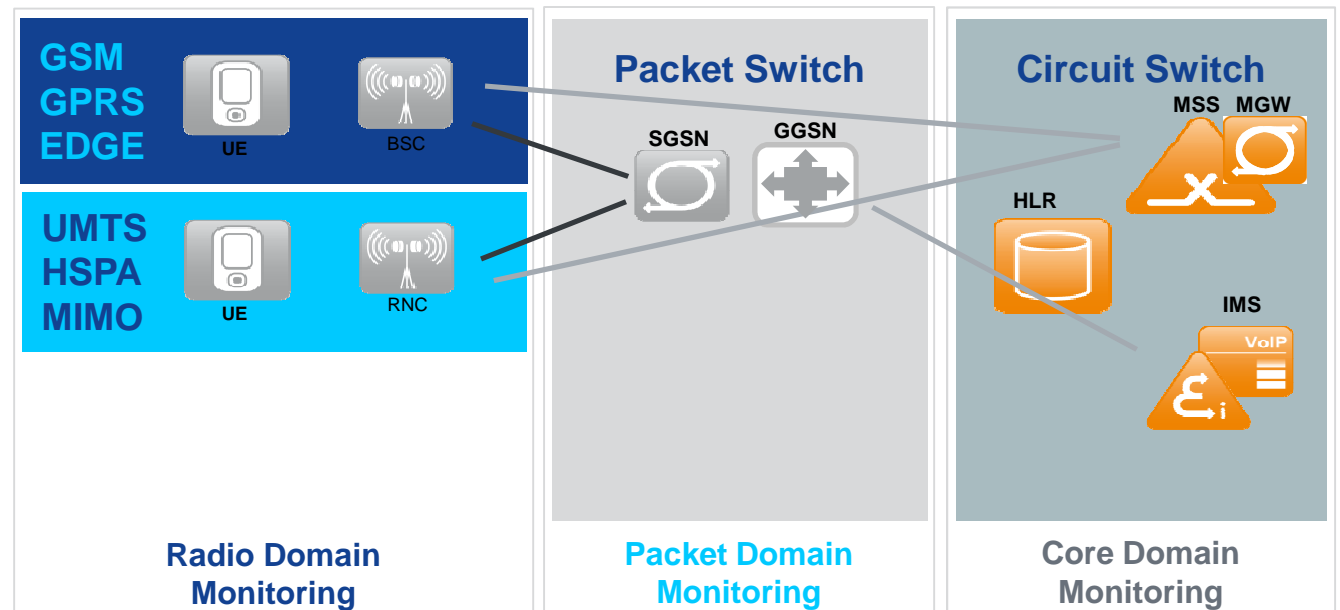 GSM
GPRS
EDGE
UE
BSC
UMTS
HSPA
MIMO
UE
RNC
Radio Domain
Monitoring
Packet Switch
SGSN
GGSN
Packet Domain
Monitoring
Circuit Switch
MSS MGW
HLR
IMS
VoIP
i
Core Domain
Monitoring